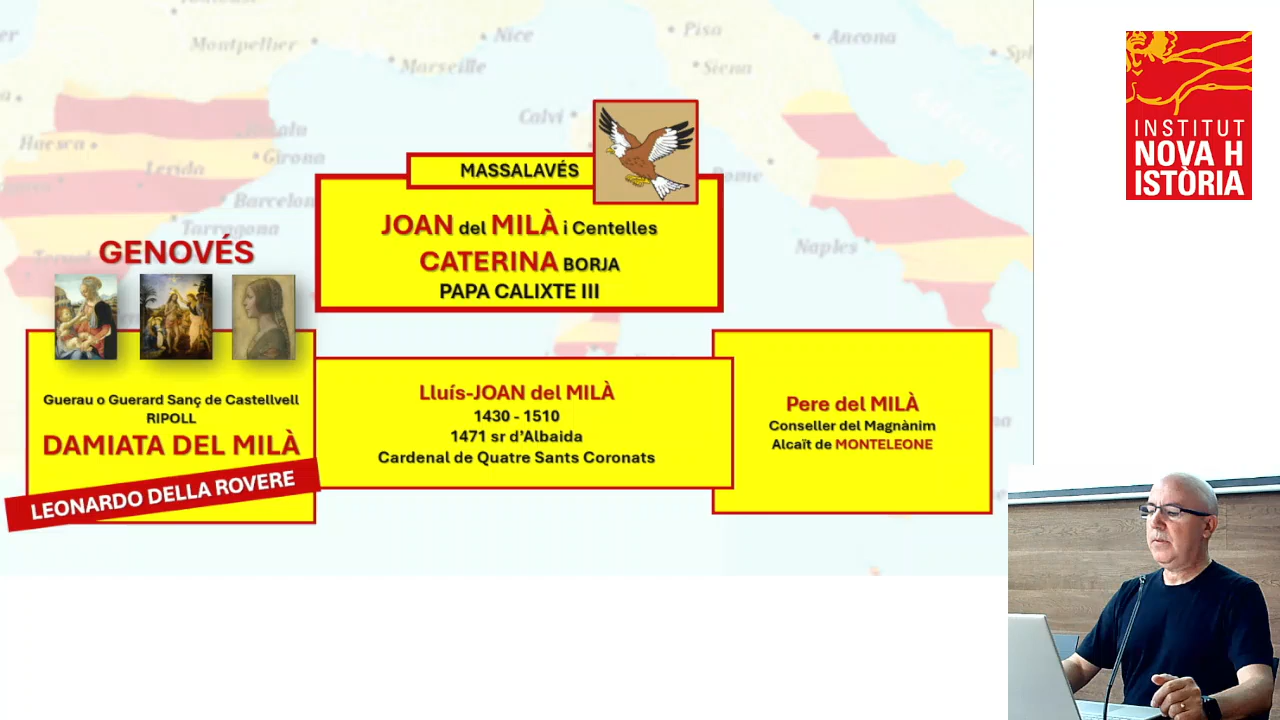 Montpellier
Nice
Marseille
Pisa
Siena
Ancona
Calvi
Huesca
Lerida
Girona
Tarragona
Naples
INSTITUT
NOVA H
ISTÒRIA
MASSALAVÉS
JOAN del MILÀ i Centelles
CATERINA BORJA
PAPA CALIXTE III
GENOVÉS
Guerau o Guerard Sanç de Castellvell
RIPOLL
DAMIATA DEL MILÀ
LEONARDO DELLA ROVERE
Lluís-JOAN del MILÀ
1430 - 1510
1471 sr d'Albaida
Cardenal de Quatre Sants Coronats
Pere del MILÀ
Conseller del Magnànim
Alcaït de MONTELEONE